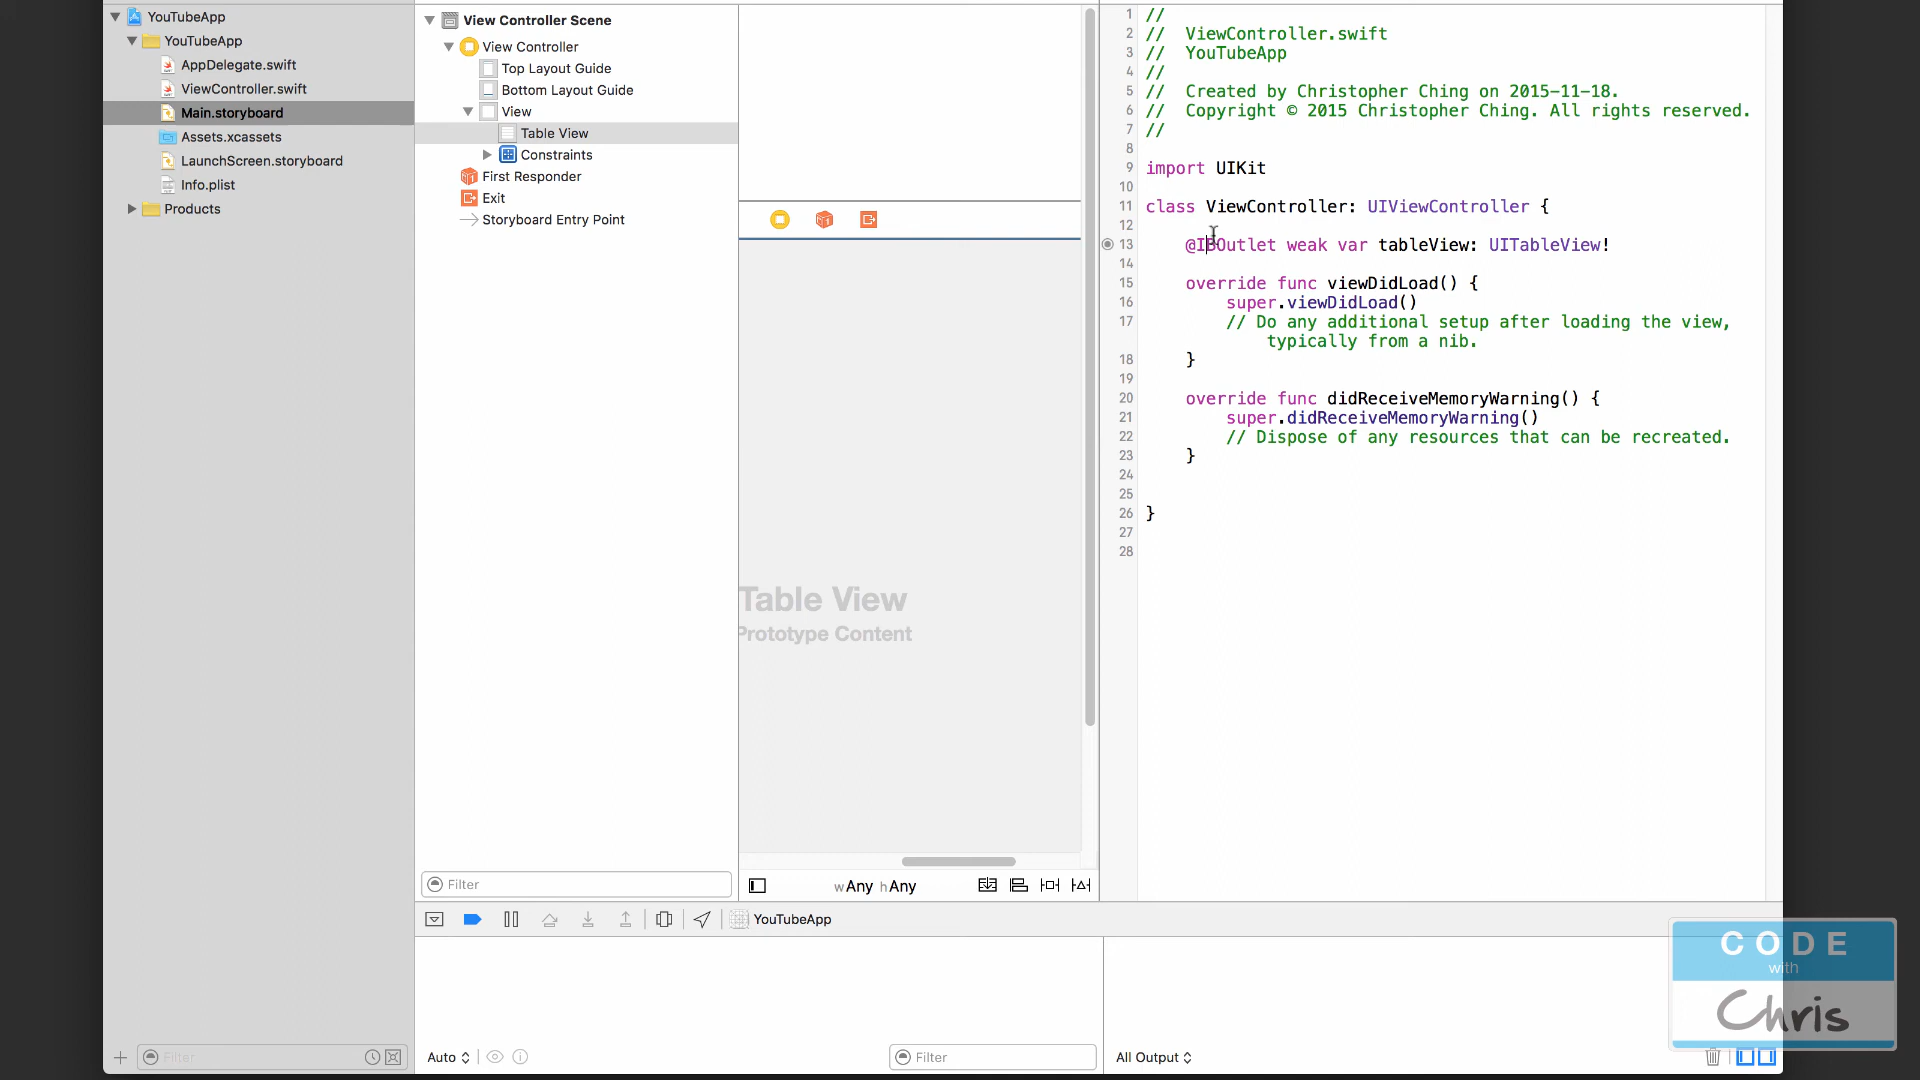 YouTubeApp
YouTubeApp
AppDelegate.swift
ViewController.swift
Main.storyboard
Assets.xcassets
LaunchScreen.storyboard
Info.plist
Products
Filter
View Controller Scene
View Controller
Top Layout Guide
Bottom Layout Guide
View
Table View
Constraints
First Responder
Exit
Storyboard Entry Point
Filter
Table View
Prototype Content
wAny hAny
1 //
2 // ViewController.swift
3 // YouTubeApp
4 //
5 // Created by Christopher Ching on 2015-11-18.
6 // Copyright © 2015 Christopher Ching. All rights reserved.
7 //
8
9 import UIKit
10
11 class ViewController: UIViewController {
12
13 @IBOutlet weak var tableView: UITableView!
14
15 override func viewDidLoad() {
16 super.viewDidLoad()
17 // Do any additional setup after loading the view,
typically from a nib.
18 }
19
20 override func didReceiveMemoryWarning() {
21 super.didReceiveMemoryWarning()
22 // Dispose of any resources that can be recreated.
23 }
24
25
26 }
27
28
YouTubeApp
Auto
Filter
All Output
CODE
with
Chris